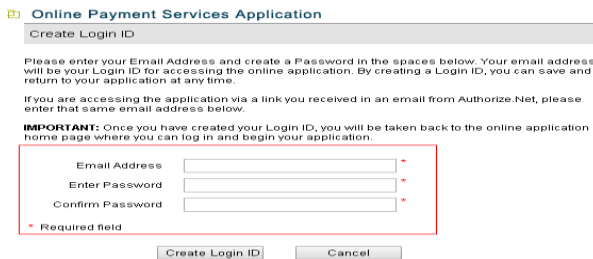 Online Payment Services Application
Create Login ID
Please enter your Email Address and create a Password in the spaces below. Your email address
will be your Login ID for accessing the online application. By creating a Login ID, you can save and
return to your application at any time.
If you are accessing the application via a link you received in an email from Authorize.Net, please
enter that same email address below.
IMPORTANT: Once you have created your Login ID, you will be taken back to the online application
home page where you can log in and begin your application.
Email Address *
Enter Password *
Confirm Password *
* Required field
Create Login ID Cancel